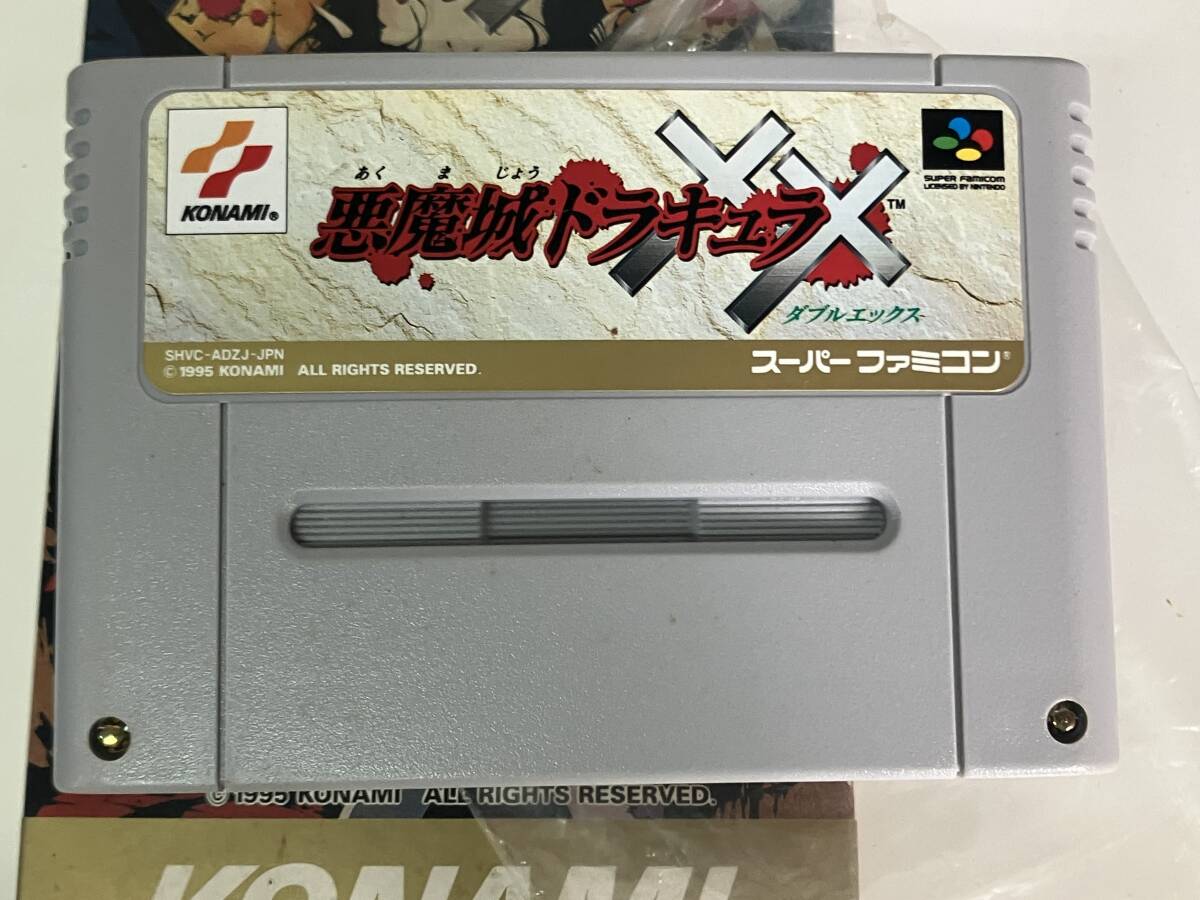 KONAMI®
あく ま じょう
悪魔城ドラキュラXX™
ダブルエックス
SUPER FAMICOM
LICENSED BY NINTENDO
SHVC-ADZJ-JPN
© 1995 KONAMI ALL RIGHTS RESERVED.
スーパーファミコン®
© 1995 KONAMI ALL RIGHTS RESERVED.
KONAMI